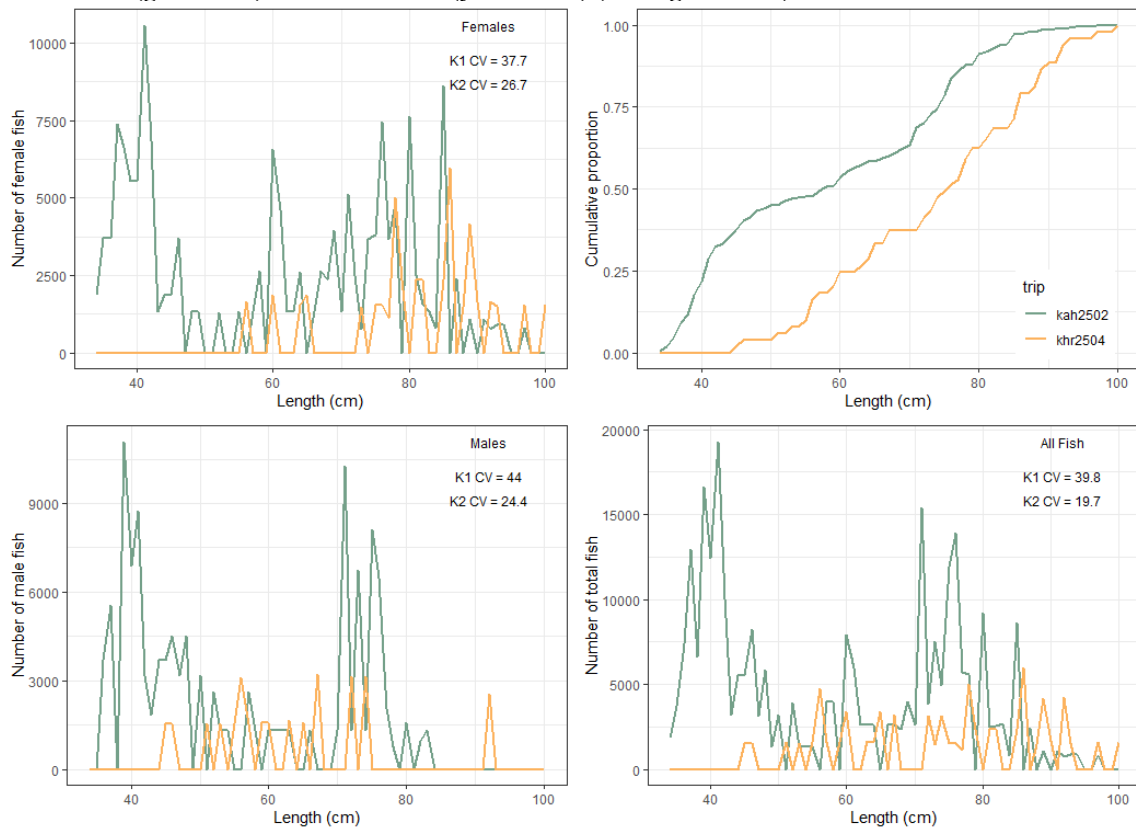 Females
K1 CV = 37.7
K2 CV = 26.7
Number of female fish
10000
7500
5000
2500
0
40
60
80
100
Length (cm)
Cumulative proportion
1.00
0.75
0.50
0.25
0.00
trip
kah2502
khr2504
40
60
80
100
Length (cm)
Males
K1 CV = 44
K2 CV = 24.4
Number of male fish
9000
6000
3000
0
40
60
80
100
Length (cm)
All Fish
K1 CV = 39.8
K2 CV = 19.7
Number of total fish
20000
15000
10000
5000
0
40
60
80
100
Length (cm)